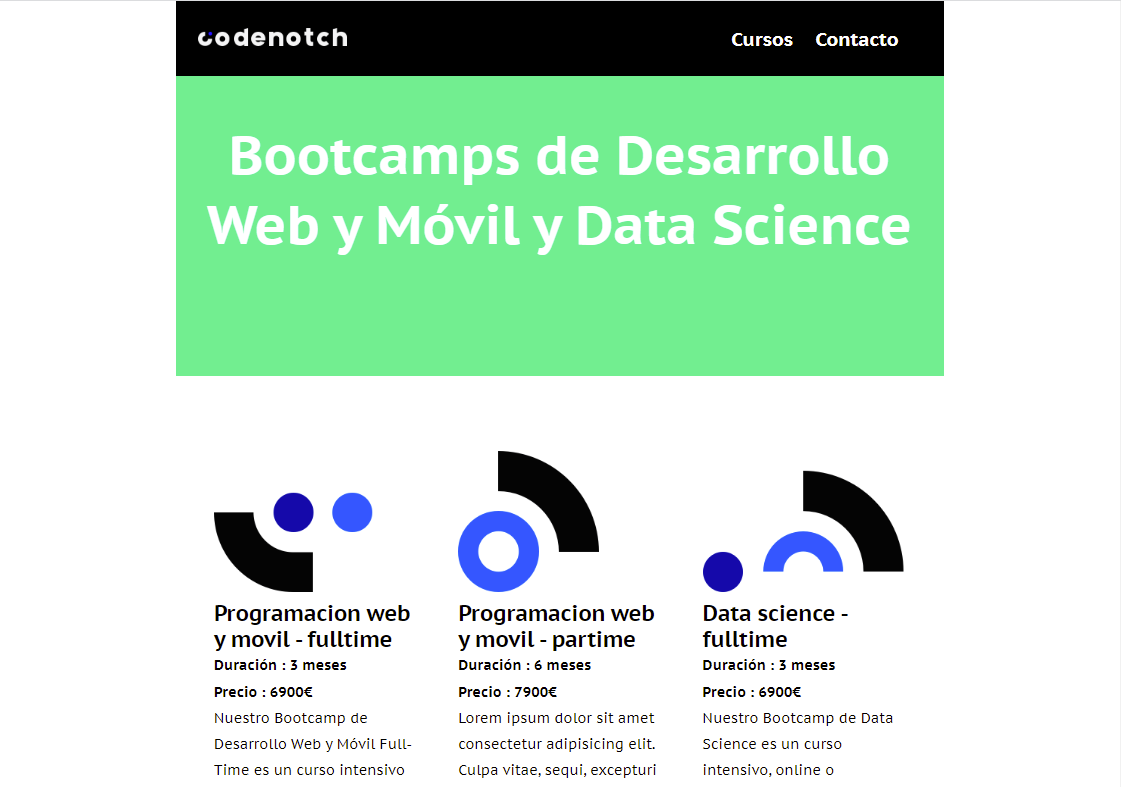 codenotch
Cursos Contacto
Bootcamps de Desarrollo
Web y Móvil y Data Science
Programacion web
y movil - fulltime
Duración : 3 meses
Precio : 6900€
Nuestro Bootcamp de
Desarrollo Web y Móvil Full-
Time es un curso intensivo
Programacion web
y movil - partime
Duración : 6 meses
Precio : 7900€
Lorem ipsum dolor sit amet
consectetur adipisicing elit.
Culpa vitae, sequi, excepturi
Data science -
fulltime
Duración : 3 meses
Precio : 6900€
Nuestro Bootcamp de Data
Science es un curso
intensivo, online o